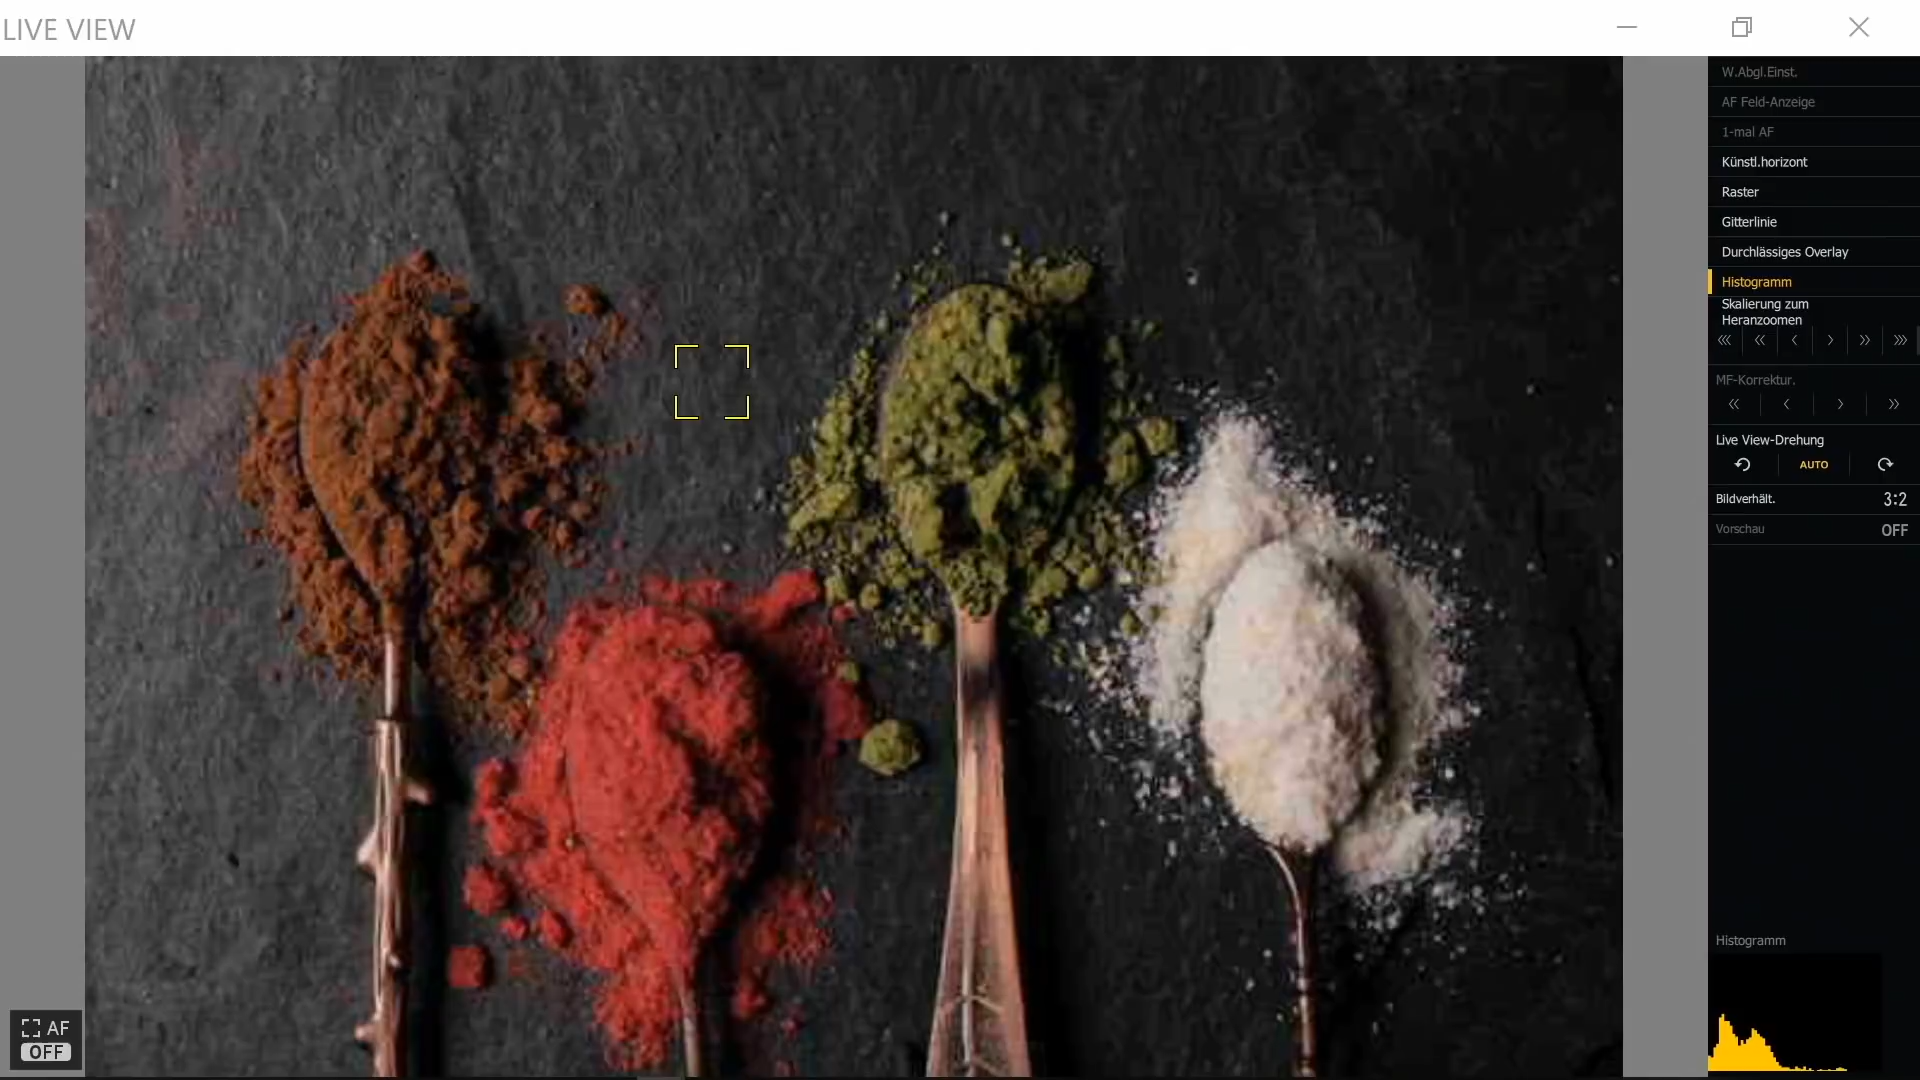 LIVE VIEW
W.Abgl.Einst.
AF Feld-Anzeige
1-mal AF
Künstl.horizont
Raster
Gitterlinie
Durchlässiges Overlay
Histogramm
Skalierung zum
Heranzoomen
MF-Korrektur.
Live View-Drehung
AUTO
Bildverhält. 3:2
Vorschau OFF
Histogramm
AF
OFF